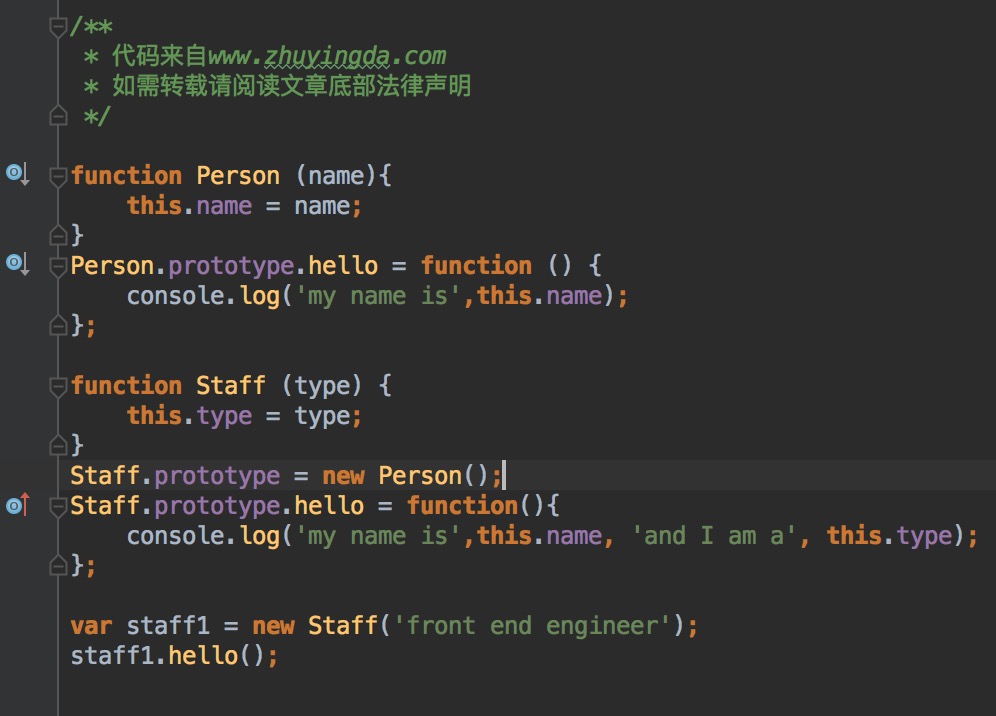 /**
 * 代码来自www.zhuyingda.com
 * 如需转载请阅读文章底部法律声明
 */
function Person (name){
    this.name = name;
}
Person.prototype.hello = function () {
    console.log('my name is',this.name);
};
function Staff (type) {
    this.type = type;
}
Staff.prototype = new Person();
Staff.prototype.hello = function(){
    console.log('my name is',this.name, 'and I am a', this.type);
};
var staff1 = new Staff('front end engineer');
staff1.hello();